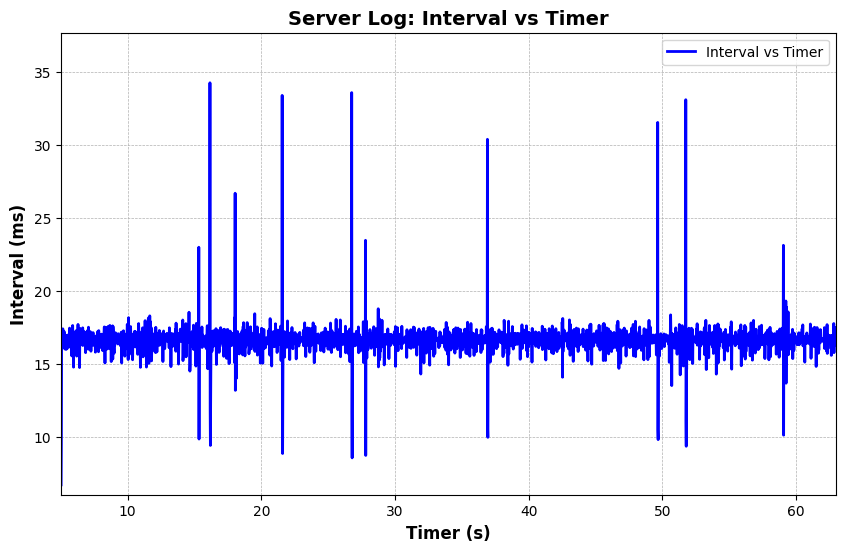 Server Log: Interval vs Timer
Interval vs Timer
35
30
25
20
15
10
Interval (ms)
10 20 30 40 50 60
Timer (s)